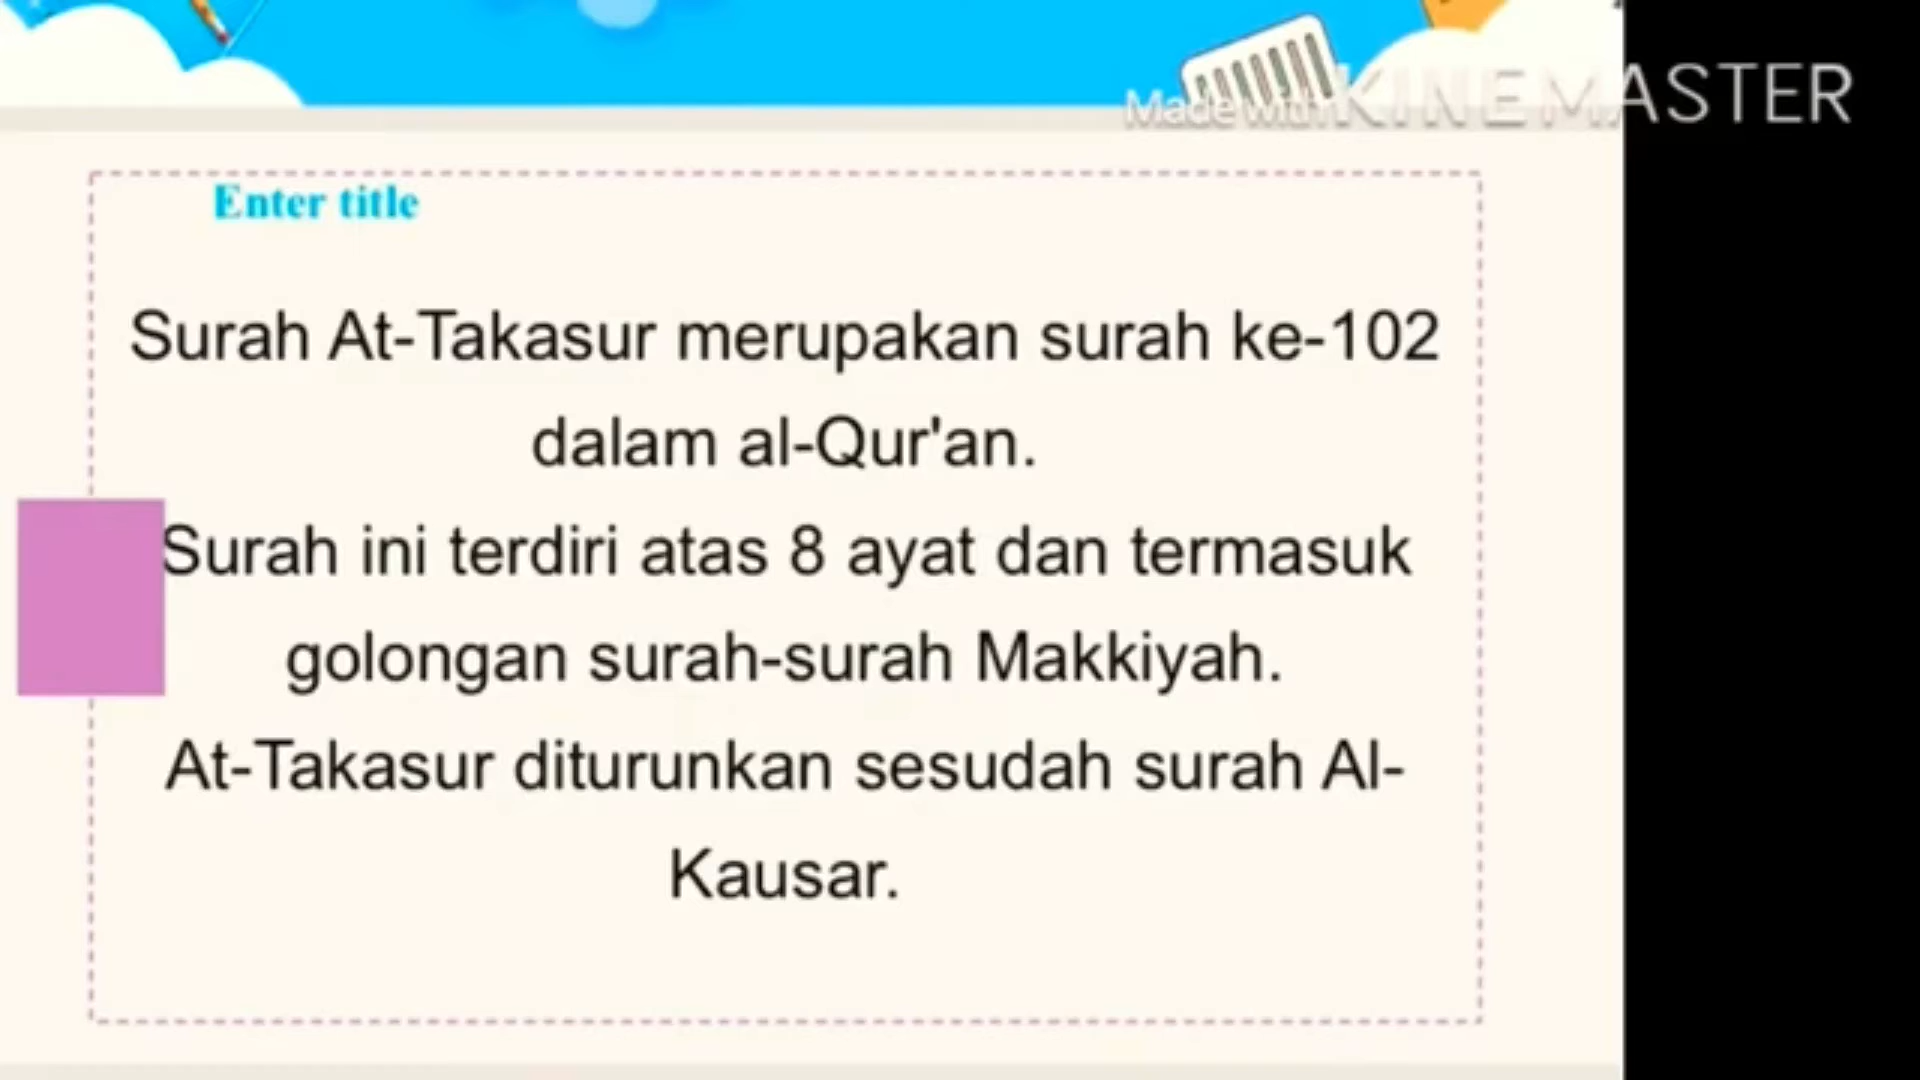 Made with KINEMASTER
Enter title
Surah At-Takasur merupakan surah ke-102
dalam al-Qur'an.
Surah ini terdiri atas 8 ayat dan termasuk
golongan surah-surah Makkiyah.
At-Takasur diturunkan sesudah surah Al-
Kausar.